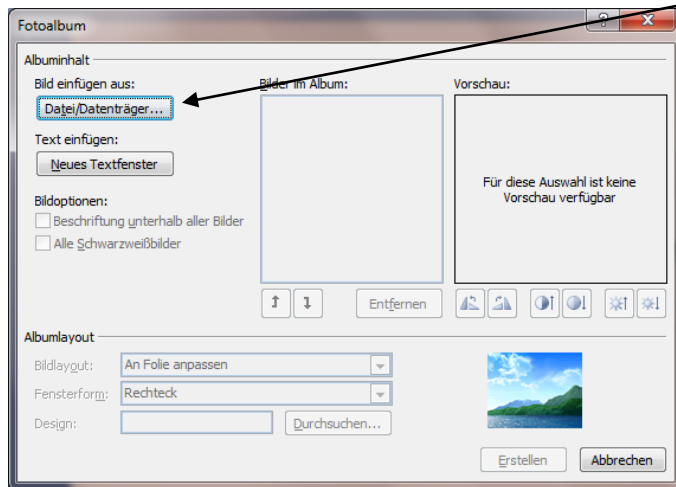 Fotoalbum
Albuminhalt
Bild einfügen aus:
Datei/Datenträger...
Text einfügen:
Neues Textfenster
Bildoptionen:
Beschriftung unterhalb aller Bilder
Alle Schwarzweißbilder
Bilder im Album:
Entfernen
Vorschau:
Für diese Auswahl ist keine
Vorschau verfügbar
Albumlayout
Bildlayout:
An Folie anpassen
Fensterform:
Rechteck
Design:
Durchsuchen...
Erstellen
Abbrechen